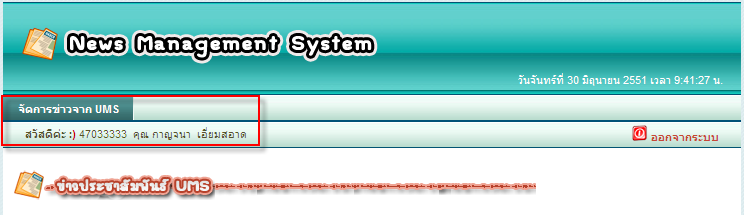 News Management System
วันจันทร์ที่ 30 มิถุนายน 2551 เวลา 9:41:27 น.
จัดการข่าวจาก UMS
สวัสดีค่ะ :) 47033333 คุณ กาญจนา เอี่ยมสอาด
ออกจากระบบ
ข่าวประชาสัมพันธ์ UMS